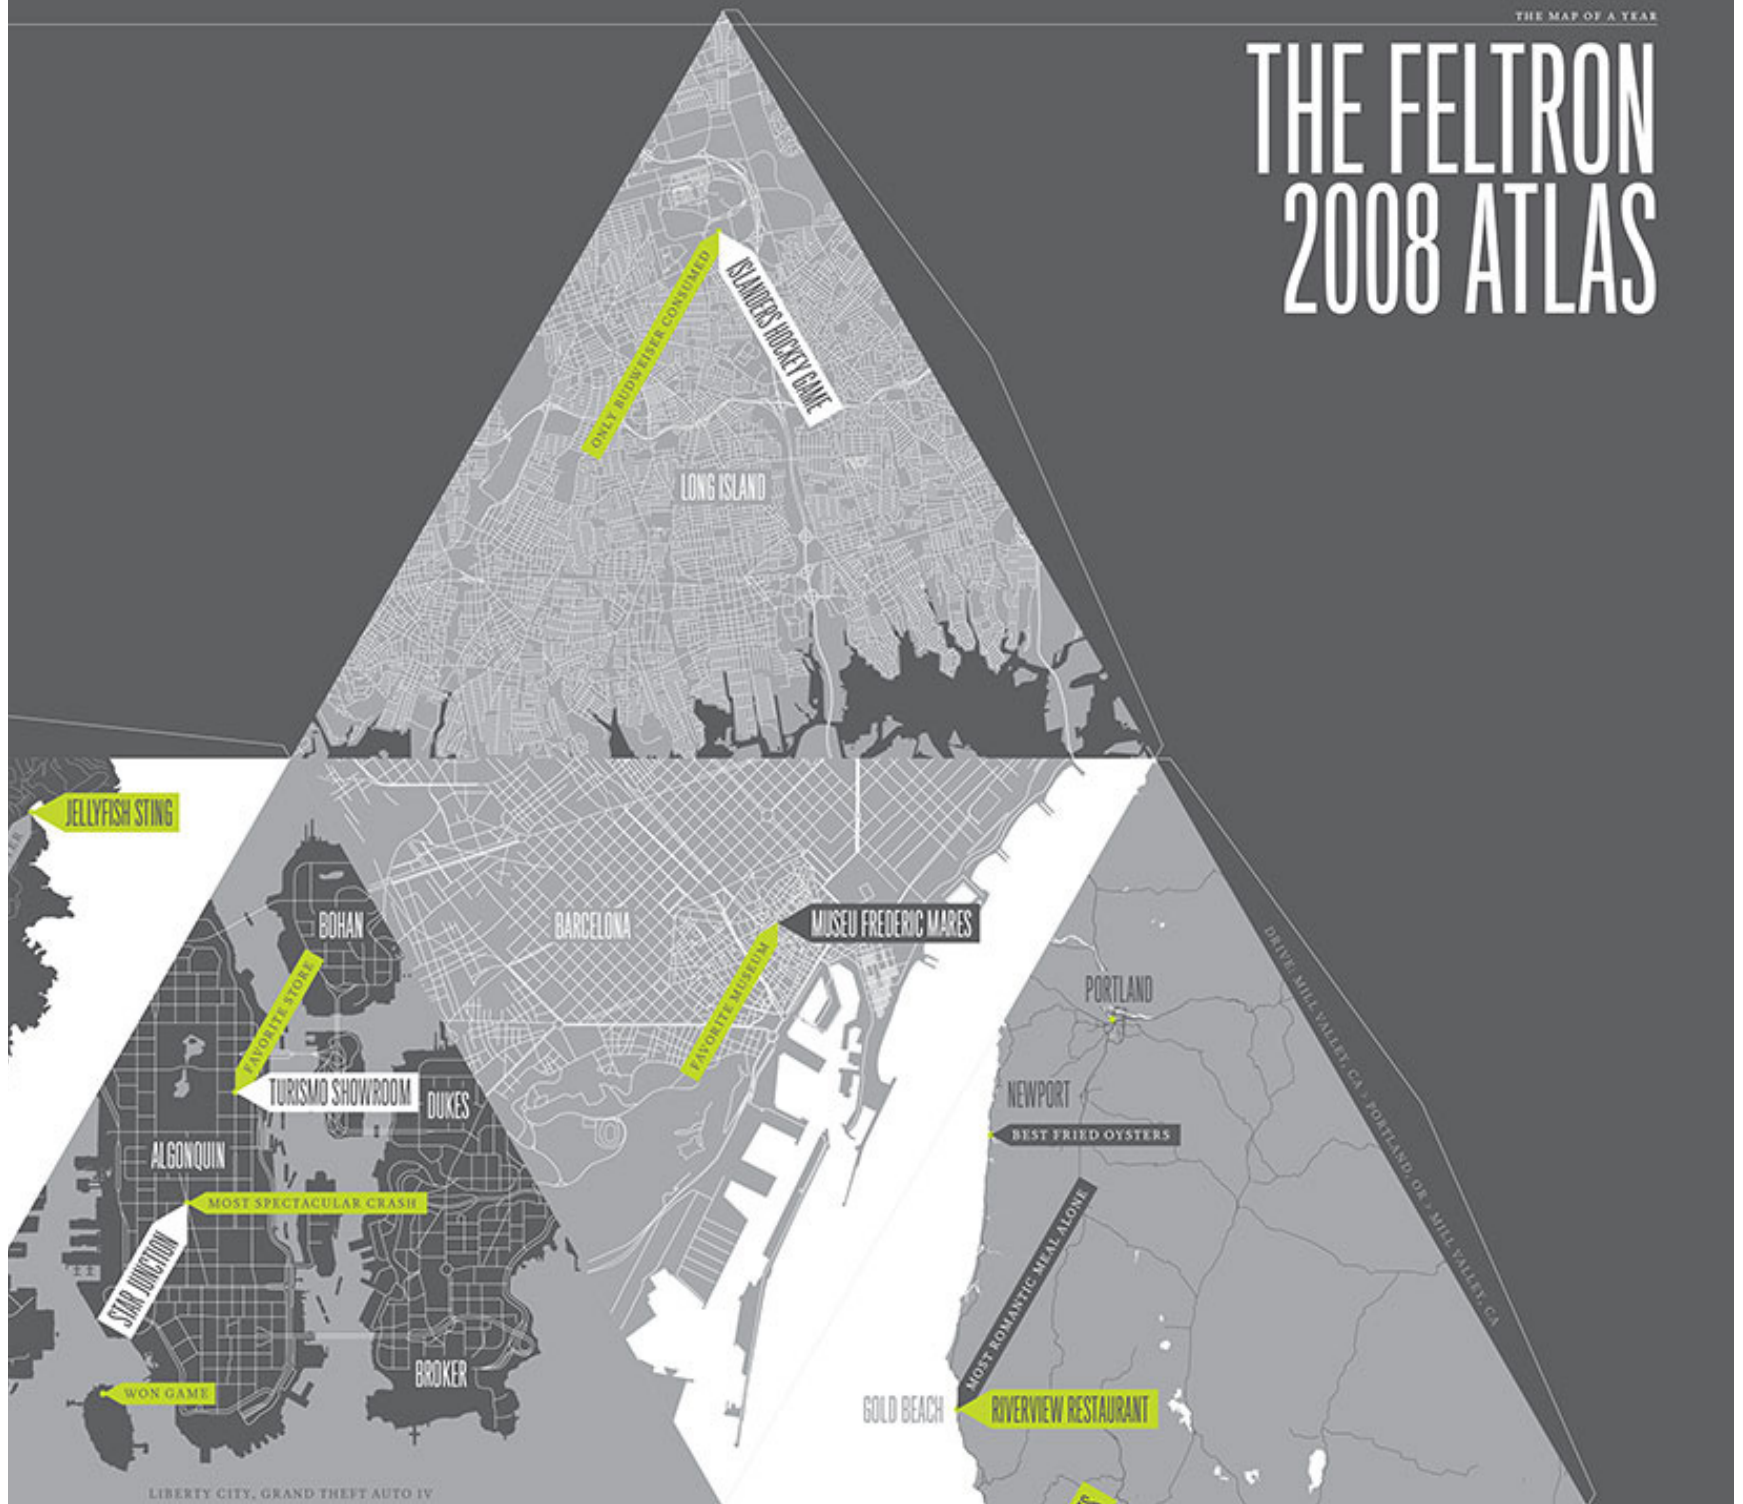 THE MAP OF A YEAR
THE FELTRON
2008 ATLAS
ONLY BUDWEISER CONSUMED
ISLANDERS HOCKEY GAME
LONG ISLAND
JELLYFISH STING
BOHAN
BARCELONA
MUSEU FREDERIC MARES
FAVORITE STORE
FAVORITE MUSEUM
PORTLAND
DRIVE: MILL VALLEY, CA > PORTLAND, OR > MILL VALLEY, CA
TURISMO SHOWROOM
DUKES
NEWPORT
BEST FRIED OYSTERS
ALGONQUIN
MOST SPECTACULAR CRASH
STAR JUNCTION
MOST ROMANTIC MEAL ALONE
BROKER
WON GAME
GOLD BEACH
RIVERVIEW RESTAURANT
LIBERTY CITY, GRAND THEFT AUTO IV